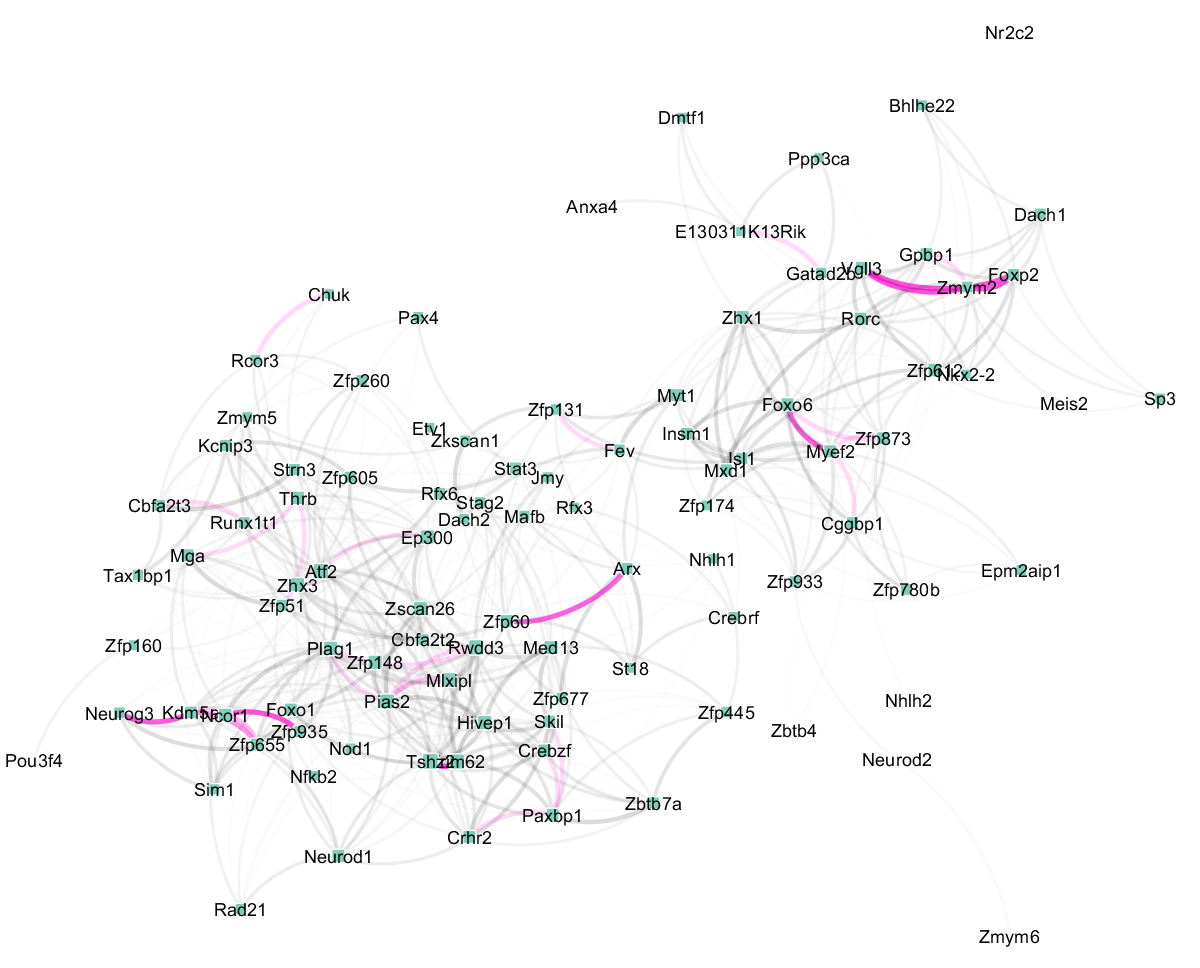 Nr2c2
Bhlhe22
Dmtf1
Ppp3ca
Anxa4
Dach1
E130311K13Rik
Gpbp1
Vgll3
Gatad2b
Foxp2
Zmym2
Chuk
Pax4
Zhx1
Rorc
Rcor3
Zfp612
Nkx2-2
Zfp260
Myt1
Sp3
Meis2
Foxo6
Zfp131
Zmym5
Etv1
Zkscan1
Insm1
Zfp873
Kcnip3
Fev
Myef2
Isl1
Mxd1
Strn3
Stat3
Zfp605
Jmy
Rfx6
Thrb
Stag2
Cbfa2t3
Zfp174
Rfx3
Mafb
Dach2
Runx1t1
Cggbp1
Ep300
Mga
Nhlh1
Arx
Atf2
Epm2aip1
Tax1bp1
Zfp933
Zhx3
Zfp780b
Zfp51
Zscan26
Crebrf
Zfp60
Cbfa2t2
Zfp160
Plag1
Rwdd3
Med13
Zfp148
St18
Mlxipl
Zfp677
Nhlh2
Pias2
Foxo1
Neurog3
Ncor1
Zfp445
Hivep1
Skil
Zbtb4
Zfp935
Zfp655
Nod1
Crebzf
Pou3f4
Neurod2
Nfkb2
Sim1
Zbtb7a
Paxbp1
Crhr2
Neurod1
Rad21
Zmym6